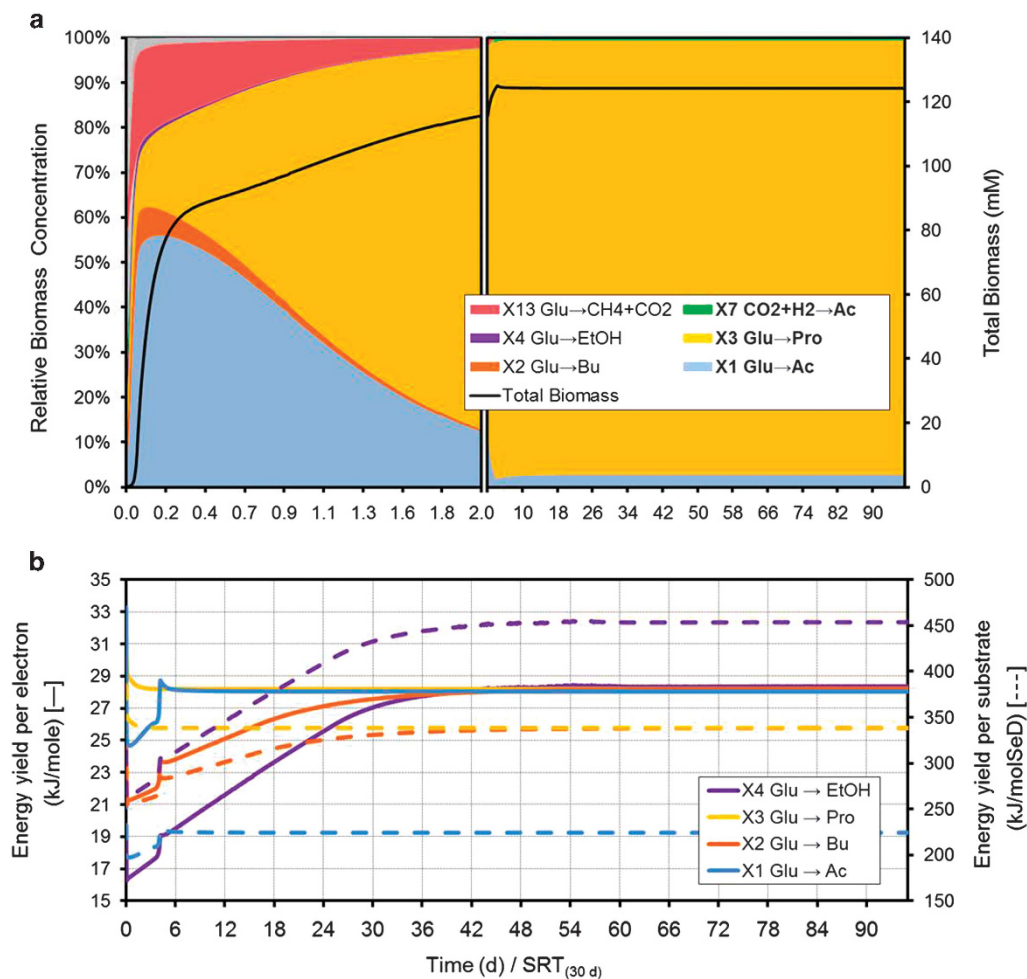 a
100%
90%
80%
70%
60%
50%
40%
30%
20%
10%
0%
Relative Biomass Concentration
0.0 0.2 0.4 0.7 0.9 1.1 1.3 1.6 1.8 2.0
10 18 26 34 42 50 58 66 74 82 90
140
120
100
80
60
40
20
0
Total Biomass (mM)
X13 Glu→CH4+CO2
X4 Glu→EtOH
X2 Glu→Bu
Total Biomass
X7 CO2+H2→Ac
X3 Glu→Pro
X1 Glu→Ac
b
35
33
31
29
27
25
23
21
19
17
15
Energy yield per electron
(kJ/mole) [—]
500
450
400
350
300
250
200
150
100
Energy yield per substrate
(kJ/molSeD) [---]
X4 Glu → EtOH
X3 Glu → Pro
X2 Glu → Bu
X1 Glu → Ac
0 6 12 18 24 30 36 42 48 54 60 66 72 78 84 90
Time (d) / SRT(30 d)